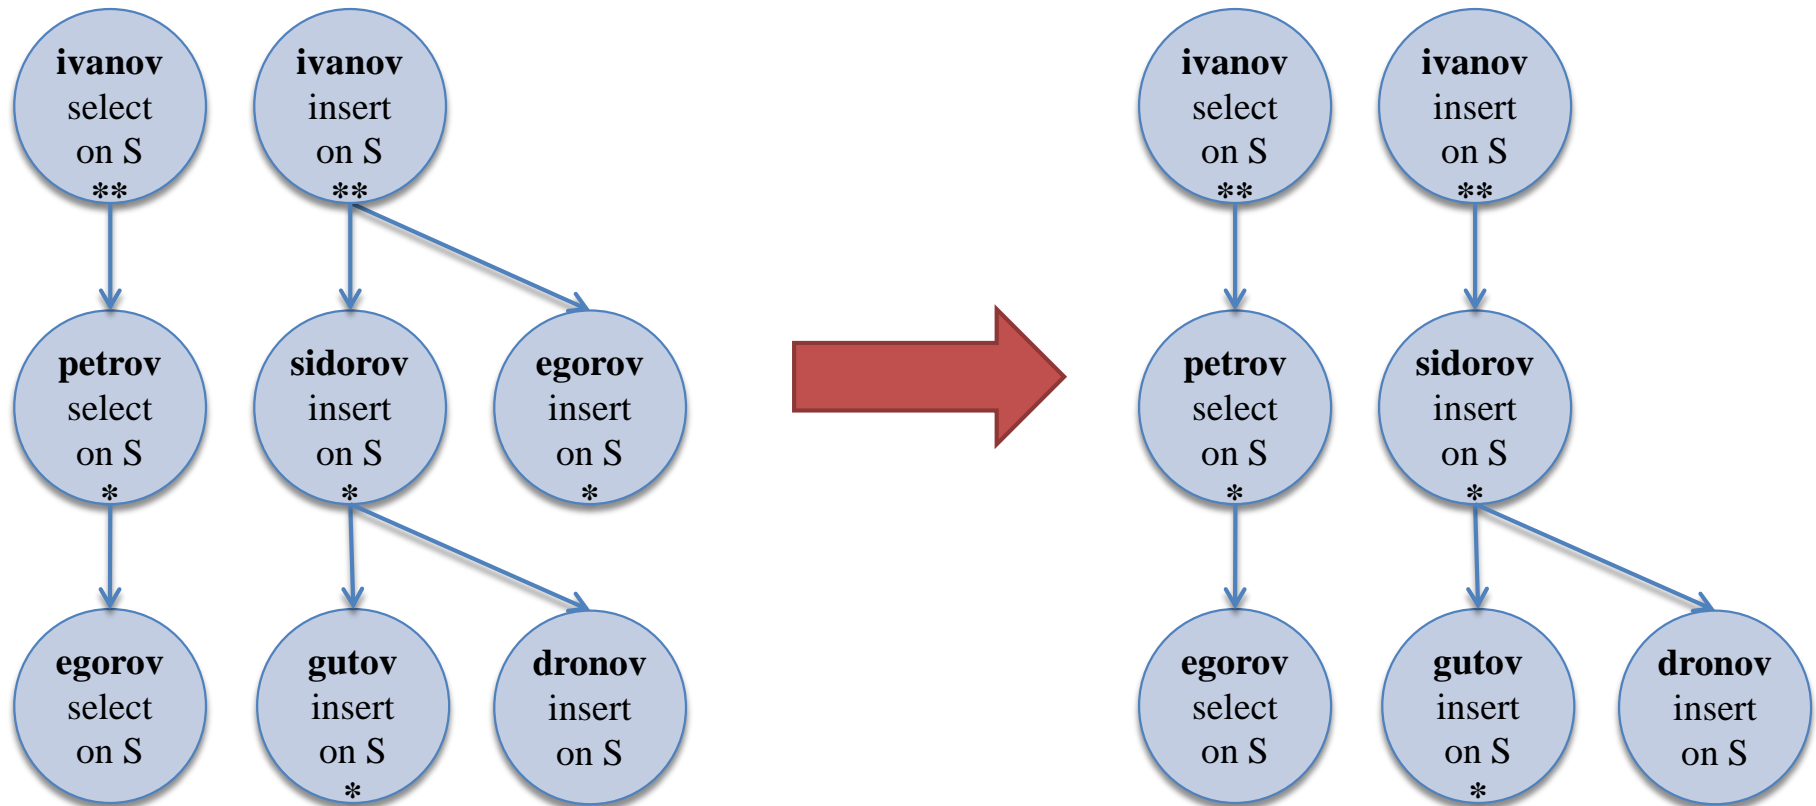 ivanov
select
on S
**
ivanov
insert
on S
**
petrov
select
on S
*
sidorov
insert
on S
*
egorov
insert
on S
*
egorov
select
on S
gutov
insert
on S
*
dronov
insert
on S
ivanov
select
on S
**
ivanov
insert
on S
**
petrov
select
on S
*
sidorov
insert
on S
*
egorov
select
on S
gutov
insert
on S
*
dronov
insert
on S